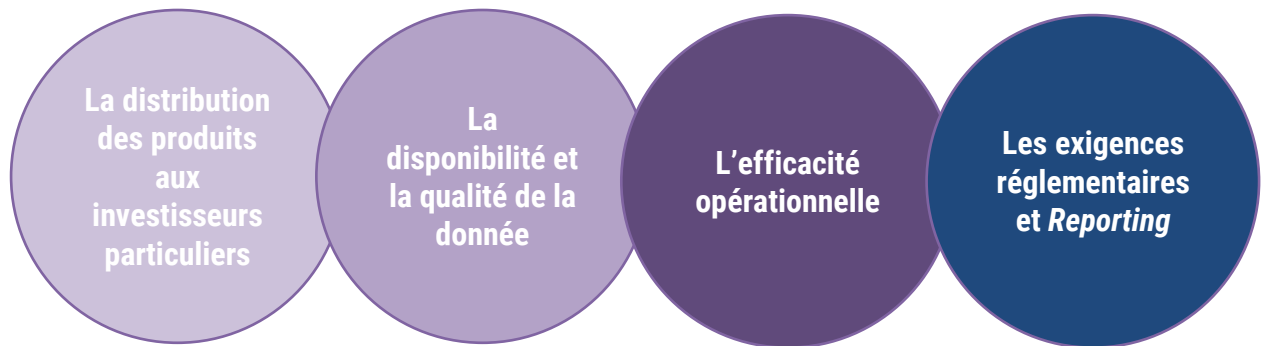 La distribution
des produits
aux
investisseurs
particuliers
La
disponibilité et
la qualité de la
donnée
L’efficacité
opérationnelle
Les exigences
réglementaires
et Reporting